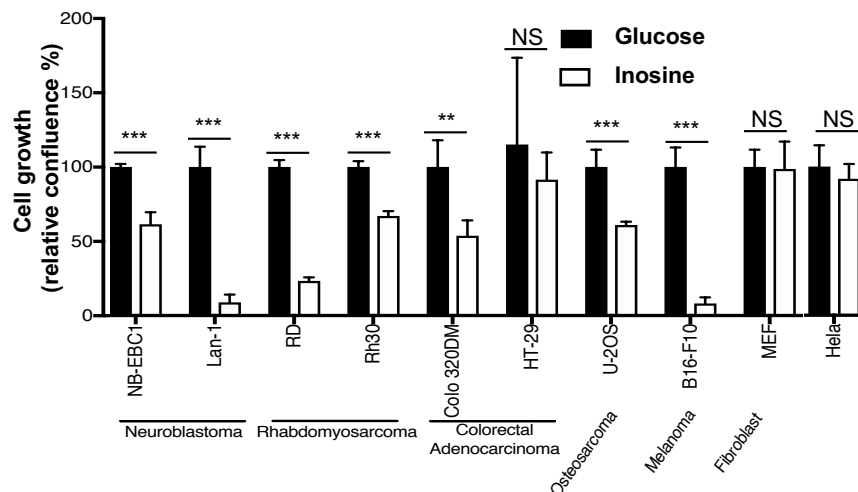 Cell growth
(relative confluence %)
200
150
100
50
0
Glucose
Inosine
***
***
***
***
**
NS
***
***
NS
NS
NB-EBC1
Lan-1
RD
Rh30
Colo 320DM
HT-29
U-2OS
B16-F10
MEF
Hela
Neuroblastoma
Rhabdomyosarcoma
Colorectal
Adenocarcinoma
Osteosarcoma
Melanoma
Fibroblast